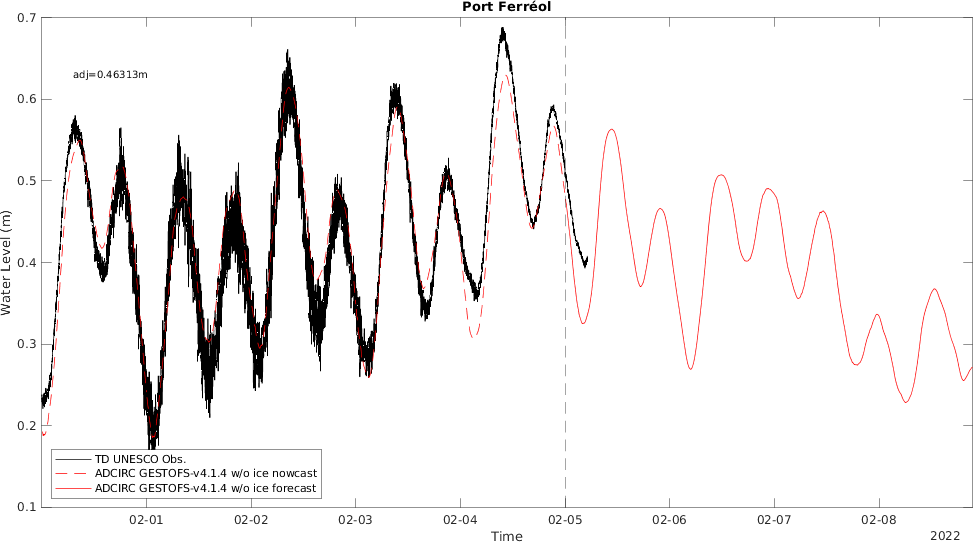 Port Ferréol
adj=0.46313m
0.7
0.6
0.5
0.4
0.3
0.2
0.1
Water Level (m)
TD UNESCO Obs.
ADCIRC GESTOFS-v4.1.4 w/o ice nowcast
ADCIRC GESTOFS-v4.1.4 w/o ice forecast
02-01 02-02 02-03 02-04 02-05 02-06 02-07 02-08
Time
2022